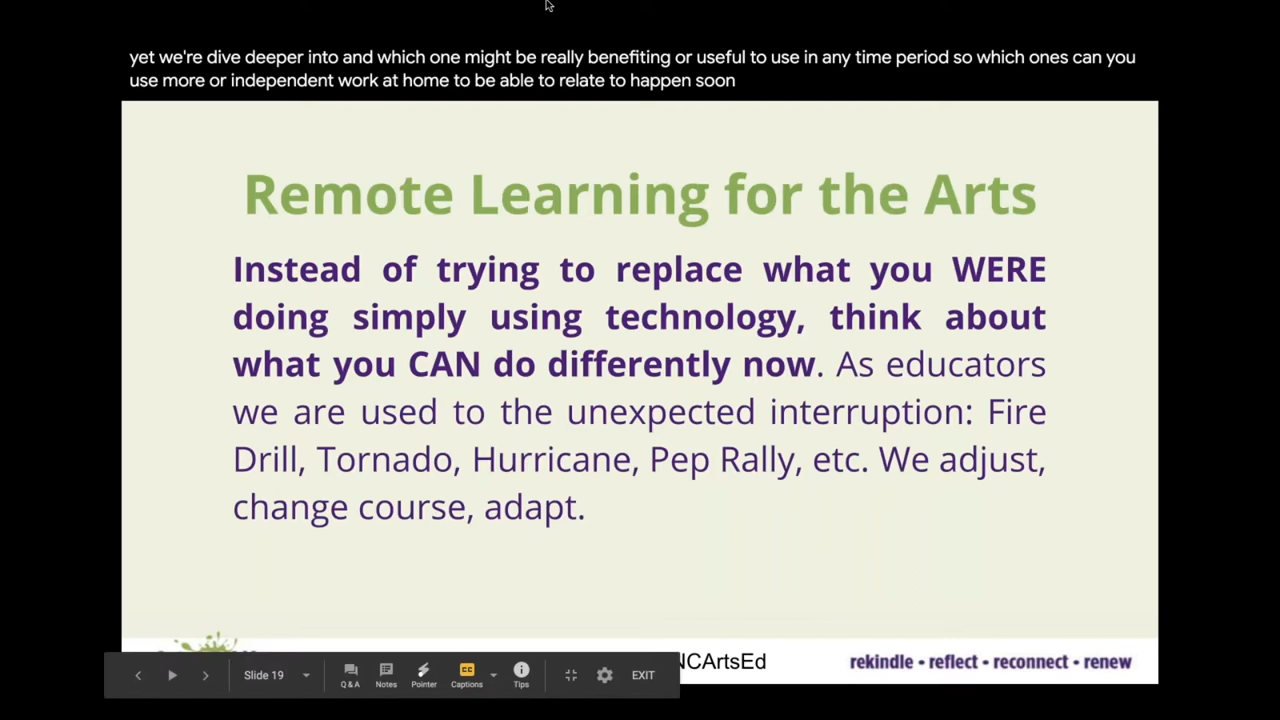 yet we're dive deeper into and which one might be really benefiting or useful to use in any time period so which ones can you
use more or independent work at home to be able to relate to happen soon
Remote Learning for the Arts
Instead of trying to replace what you WERE
doing simply using technology, think about
what you CAN do differently now. As educators
we are used to the unexpected interruption: Fire
Drill, Tornado, Hurricane, Pep Rally, etc. We adjust,
change course, adapt.
NCArtsEd
rekindle • reflect • reconnect • renew
Slide 19
Q & A
Notes
Pointer
CC
Captions
Tips
EXIT